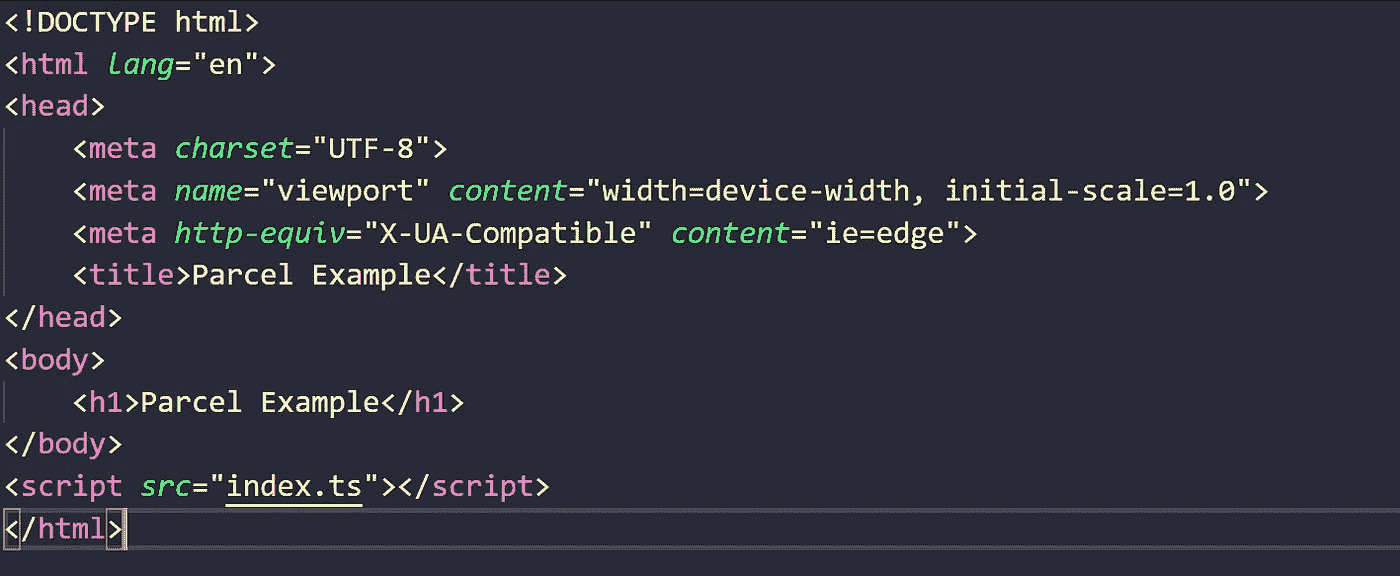 <!DOCTYPE html>
<html lang="en">
<head>
    <meta charset="UTF-8">
    <meta name="viewport" content="width=device-width, initial-scale=1.0">
    <meta http-equiv="X-UA-Compatible" content="ie=edge">
    <title>Parcel Example</title>
</head>
<body>
    <h1>Parcel Example</h1>
</body>
<script src="index.ts"></script>
</html>